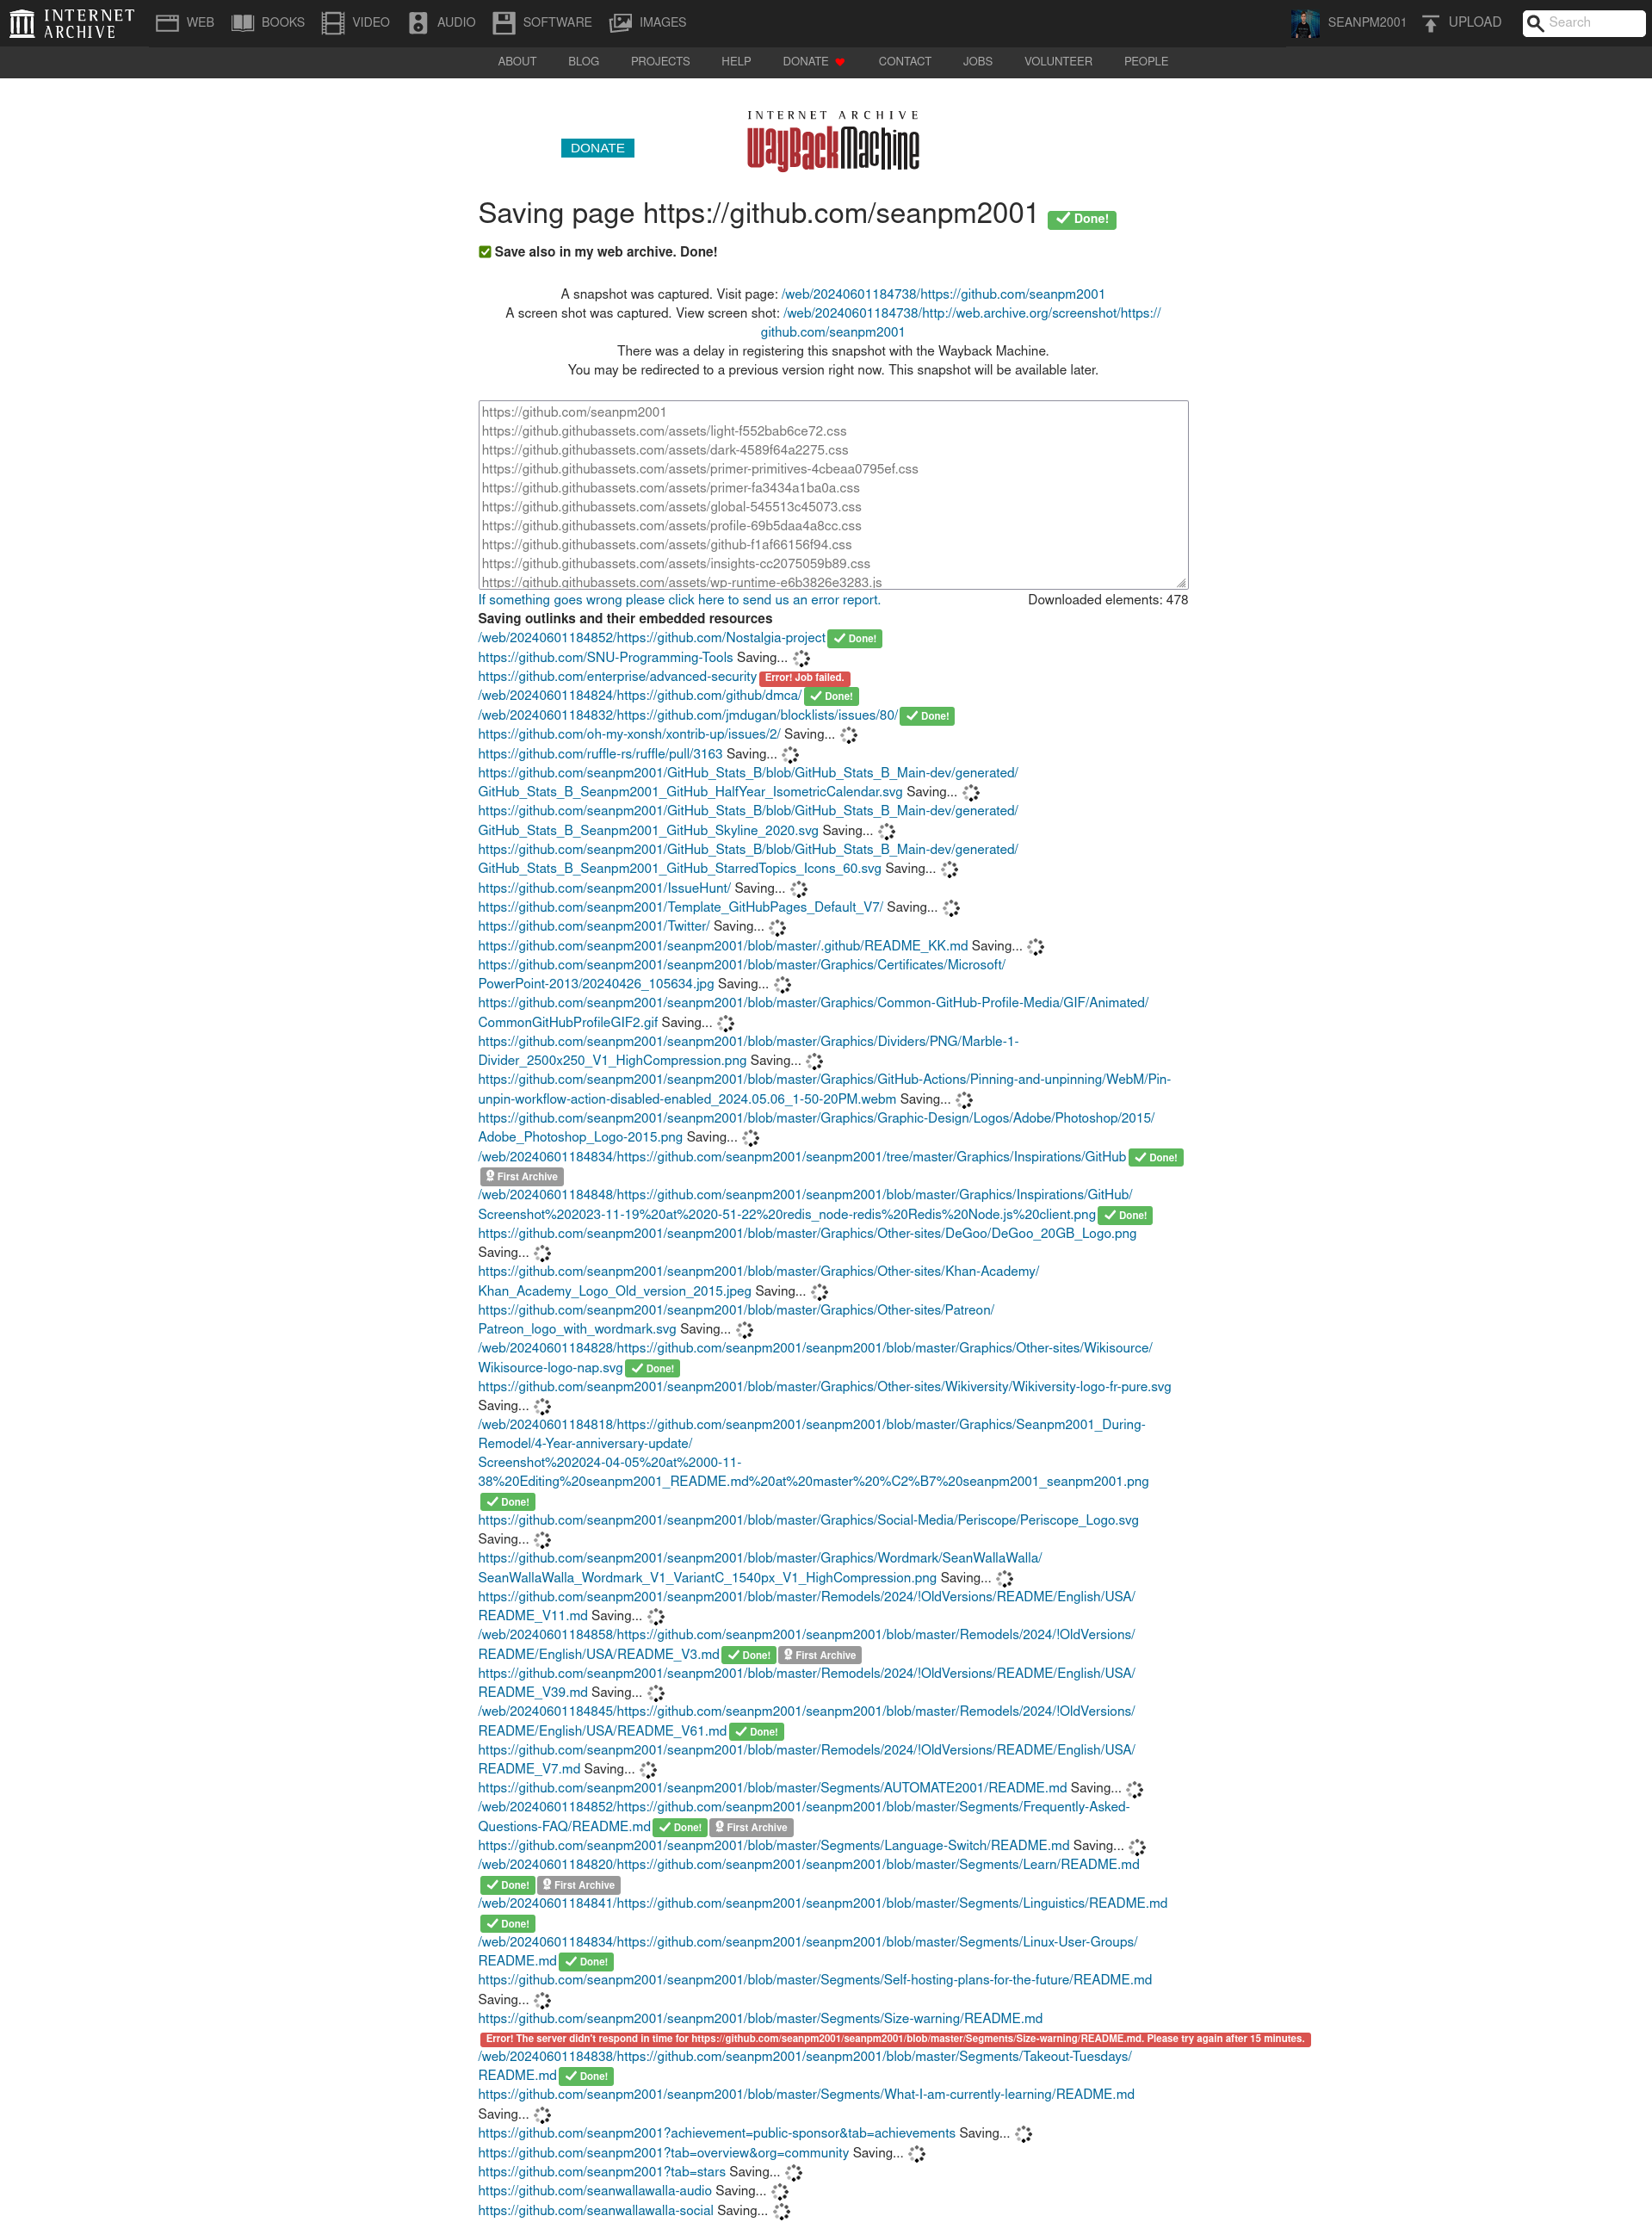 INTERNET ARCHIVE WEB BOOKS VIDEO AUDIO SOFTWARE IMAGES SEANPM2001 UPLOAD Search
ABOUT BLOG PROJECTS HELP DONATE CONTACT JOBS VOLUNTEER PEOPLE
INTERNET ARCHIVE
DONATE WayBackMachine
Saving page https://github.com/seanpm2001 Done!
Save also in my web archive. Done!
A snapshot was captured. Visit page: /web/20240601184738/https://github.com/seanpm2001
A screen shot was captured. View screen shot: /web/20240601184738/http://web.archive.org/screenshot/https://
github.com/seanpm2001
There was a delay in registering this snapshot with the Wayback Machine.
You may be redirected to a previous version right now. This snapshot will be available later.
https://github.com/seanpm2001
https://github.githubassets.com/assets/light-f552bab6ce72.css
https://github.githubassets.com/assets/dark-4589f64a2275.css
https://github.githubassets.com/assets/primer-primitives-4cbeaa0795ef.css
https://github.githubassets.com/assets/primer-fa3434a1ba0a.css
https://github.githubassets.com/assets/global-545513c45073.css
https://github.githubassets.com/assets/profile-69b5daa4a8cc.css
https://github.githubassets.com/assets/github-f1af66156f94.css
https://github.githubassets.com/assets/insights-cc2075059b89.css
https://github.githubassets.com/assets/wp-runtime-e6b3826e3283.js
If something goes wrong please click here to send us an error report. Downloaded elements: 478
Saving outlinks and their embedded resources
/web/20240601184852/https://github.com/Nostalgia-project Done!
https://github.com/SNU-Programming-Tools Saving...
https://github.com/enterprise/advanced-security Error! Job failed.
/web/20240601184824/https://github.com/github/dmca/ Done!
/web/20240601184832/https://github.com/jmdugan/blocklists/issues/80/ Done!
https://github.com/oh-my-xonsh/xontrib-up/issues/2/ Saving...
https://github.com/ruffle-rs/ruffle/pull/3163 Saving...
https://github.com/seanpm2001/GitHub_Stats_B/blob/GitHub_Stats_B_Main-dev/generated/
GitHub_Stats_B_Seanpm2001_GitHub_HalfYear_IsometricCalendar.svg Saving...
https://github.com/seanpm2001/GitHub_Stats_B/blob/GitHub_Stats_B_Main-dev/generated/
GitHub_Stats_B_Seanpm2001_GitHub_Skyline_2020.svg Saving...
https://github.com/seanpm2001/GitHub_Stats_B/blob/GitHub_Stats_B_Main-dev/generated/
GitHub_Stats_B_Seanpm2001_GitHub_StarredTopics_Icons_60.svg Saving...
https://github.com/seanpm2001/IssueHunt/ Saving...
https://github.com/seanpm2001/Template_GitHubPages_Default_V7/ Saving...
https://github.com/seanpm2001/Twitter/ Saving...
https://github.com/seanpm2001/seanpm2001/blob/master/.github/README_KK.md Saving...
https://github.com/seanpm2001/seanpm2001/blob/master/Graphics/Certificates/Microsoft/
PowerPoint-2013/20240426_105634.jpg Saving...
https://github.com/seanpm2001/seanpm2001/blob/master/Graphics/Common-GitHub-Profile-Media/GIF/Animated/
CommonGitHubProfileGIF2.gif Saving...
https://github.com/seanpm2001/seanpm2001/blob/master/Graphics/Dividers/PNG/Marble-1-
Divider_2500x250_V1_HighCompression.png Saving...
https://github.com/seanpm2001/seanpm2001/blob/master/Graphics/GitHub-Actions/Pinning-and-unpinning/WebM/Pin-
unpin-workflow-action-disabled-enabled_2024.05.06_1-50-20PM.webm Saving...
https://github.com/seanpm2001/seanpm2001/blob/master/Graphics/Graphic-Design/Logos/Adobe/Photoshop/2015/
Adobe_Photoshop_Logo-2015.png Saving...
/web/20240601184834/https://github.com/seanpm2001/seanpm2001/tree/master/Graphics/Inspirations/GitHub Done!
First Archive
/web/20240601184848/https://github.com/seanpm2001/seanpm2001/blob/master/Graphics/Inspirations/GitHub/
Screenshot%202023-11-19%20at%2020-51-22%20redis_node-redis%20Redis%20Node.js%20client.png Done!
https://github.com/seanpm2001/seanpm2001/blob/master/Graphics/Other-sites/DeGoo/DeGoo_20GB_Logo.png
Saving...
https://github.com/seanpm2001/seanpm2001/blob/master/Graphics/Other-sites/Khan-Academy/
Khan_Academy_Logo_Old_version_2015.jpeg Saving...
https://github.com/seanpm2001/seanpm2001/blob/master/Graphics/Other-sites/Patreon/
Patreon_logo_with_wordmark.svg Saving...
/web/20240601184828/https://github.com/seanpm2001/seanpm2001/blob/master/Graphics/Other-sites/Wikisource/
Wikisource-logo-nap.svg Done!
https://github.com/seanpm2001/seanpm2001/blob/master/Graphics/Other-sites/Wikiversity/Wikiversity-logo-fr-pure.svg
Saving...
/web/20240601184818/https://github.com/seanpm2001/seanpm2001/blob/master/Graphics/Seanpm2001_During-
Remodel/4-Year-anniversary-update/
Screenshot%202024-04-05%20at%2000-11-
38%20Editing%20seanpm2001_README.md%20at%20master%20%C2%B7%20seanpm2001_seanpm2001.png
Done!
https://github.com/seanpm2001/seanpm2001/blob/master/Graphics/Social-Media/Periscope/Periscope_Logo.svg
Saving...
https://github.com/seanpm2001/seanpm2001/blob/master/Graphics/Wordmark/SeanWallaWalla/
SeanWallaWalla_Wordmark_V1_VariantC_1540px_V1_HighCompression.png Saving...
https://github.com/seanpm2001/seanpm2001/blob/master/Remodels/2024/!OldVersions/README/English/USA/
README_V11.md Saving...
/web/20240601184858/https://github.com/seanpm2001/seanpm2001/blob/master/Remodels/2024/!OldVersions/
README/English/USA/README_V3.md Done! First Archive
https://github.com/seanpm2001/seanpm2001/blob/master/Remodels/2024/!OldVersions/README/English/USA/
README_V39.md Saving...
/web/20240601184845/https://github.com/seanpm2001/seanpm2001/blob/master/Remodels/2024/!OldVersions/
README/English/USA/README_V61.md Done!
https://github.com/seanpm2001/seanpm2001/blob/master/Remodels/2024/!OldVersions/README/English/USA/
README_V7.md Saving...
https://github.com/seanpm2001/seanpm2001/blob/master/Segments/AUTOMATE2001/README.md Saving...
/web/20240601184852/https://github.com/seanpm2001/seanpm2001/blob/master/Segments/Frequently-Asked-
Questions-FAQ/README.md Done! First Archive
https://github.com/seanpm2001/seanpm2001/blob/master/Segments/Language-Switch/README.md Saving...
/web/20240601184820/https://github.com/seanpm2001/seanpm2001/blob/master/Segments/Learn/README.md
Done! First Archive
/web/20240601184841/https://github.com/seanpm2001/seanpm2001/blob/master/Segments/Linguistics/README.md
Done!
/web/20240601184834/https://github.com/seanpm2001/seanpm2001/blob/master/Segments/Linux-User-Groups/
README.md Done!
https://github.com/seanpm2001/seanpm2001/blob/master/Segments/Self-hosting-plans-for-the-future/README.md
Saving...
https://github.com/seanpm2001/seanpm2001/blob/master/Segments/Size-warning/README.md
Error! The server didn't respond in time for https://github.com/seanpm2001/seanpm2001/blob/master/Segments/Size-warning/README.md. Please try again after 15 minutes.
/web/20240601184838/https://github.com/seanpm2001/seanpm2001/blob/master/Segments/Takeout-Tuesdays/
README.md Done!
https://github.com/seanpm2001/seanpm2001/blob/master/Segments/What-I-am-currently-learning/README.md
Saving...
https://github.com/seanpm2001?achievement=public-sponsor&tab=achievements Saving...
https://github.com/seanpm2001?tab=overview&org=community Saving...
https://github.com/seanpm2001?tab=stars Saving...
https://github.com/seanwallawalla-audio Saving...
https://github.com/seanwallawalla-social Saving...